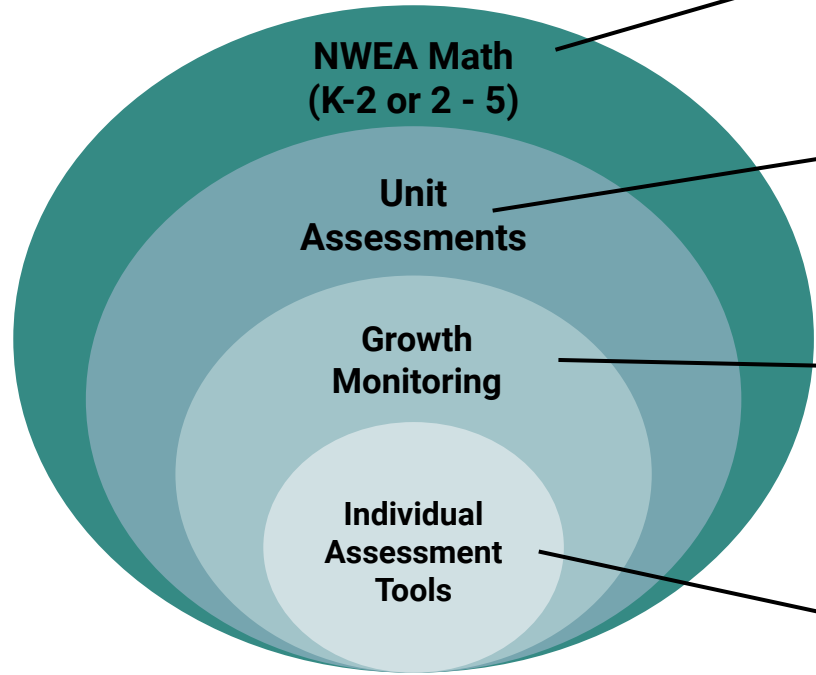 NWEA Math
(K-2 or 2 - 5)
Unit
Assessments
Growth
Monitoring
Individual
Assessment
Tools